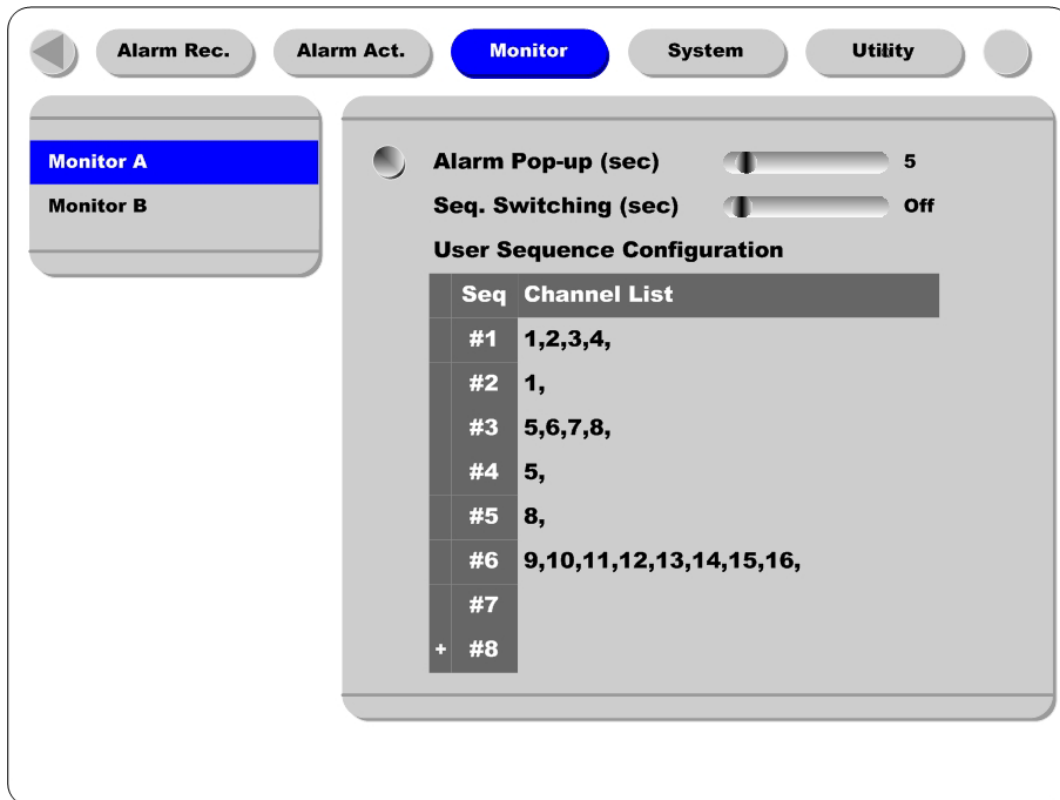 Alarm Rec. Alarm Act. Monitor System Utility
Monitor A
Monitor B
Alarm Pop-up (sec) 5
Seq. Switching (sec) Off
User Sequence Configuration
Seq Channel List
#1 1,2,3,4,
#2 1,
#3 5,6,7,8,
#4 5,
#5 8,
#6 9,10,11,12,13,14,15,16,
#7
+ #8